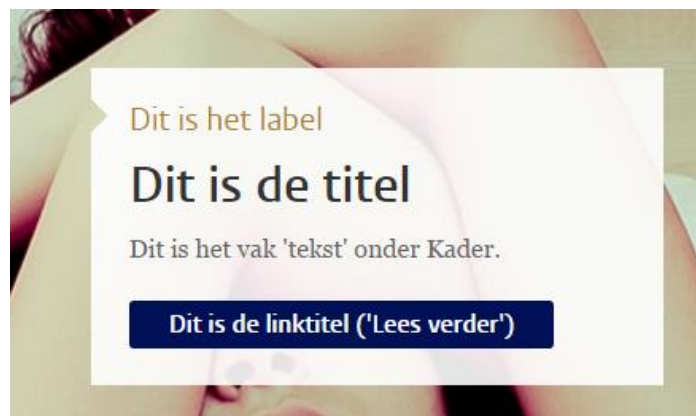 Dit is het label
Dit is de titel
Dit is het vak 'tekst' onder Kader.
Dit is de linktitel ('Lees verder')